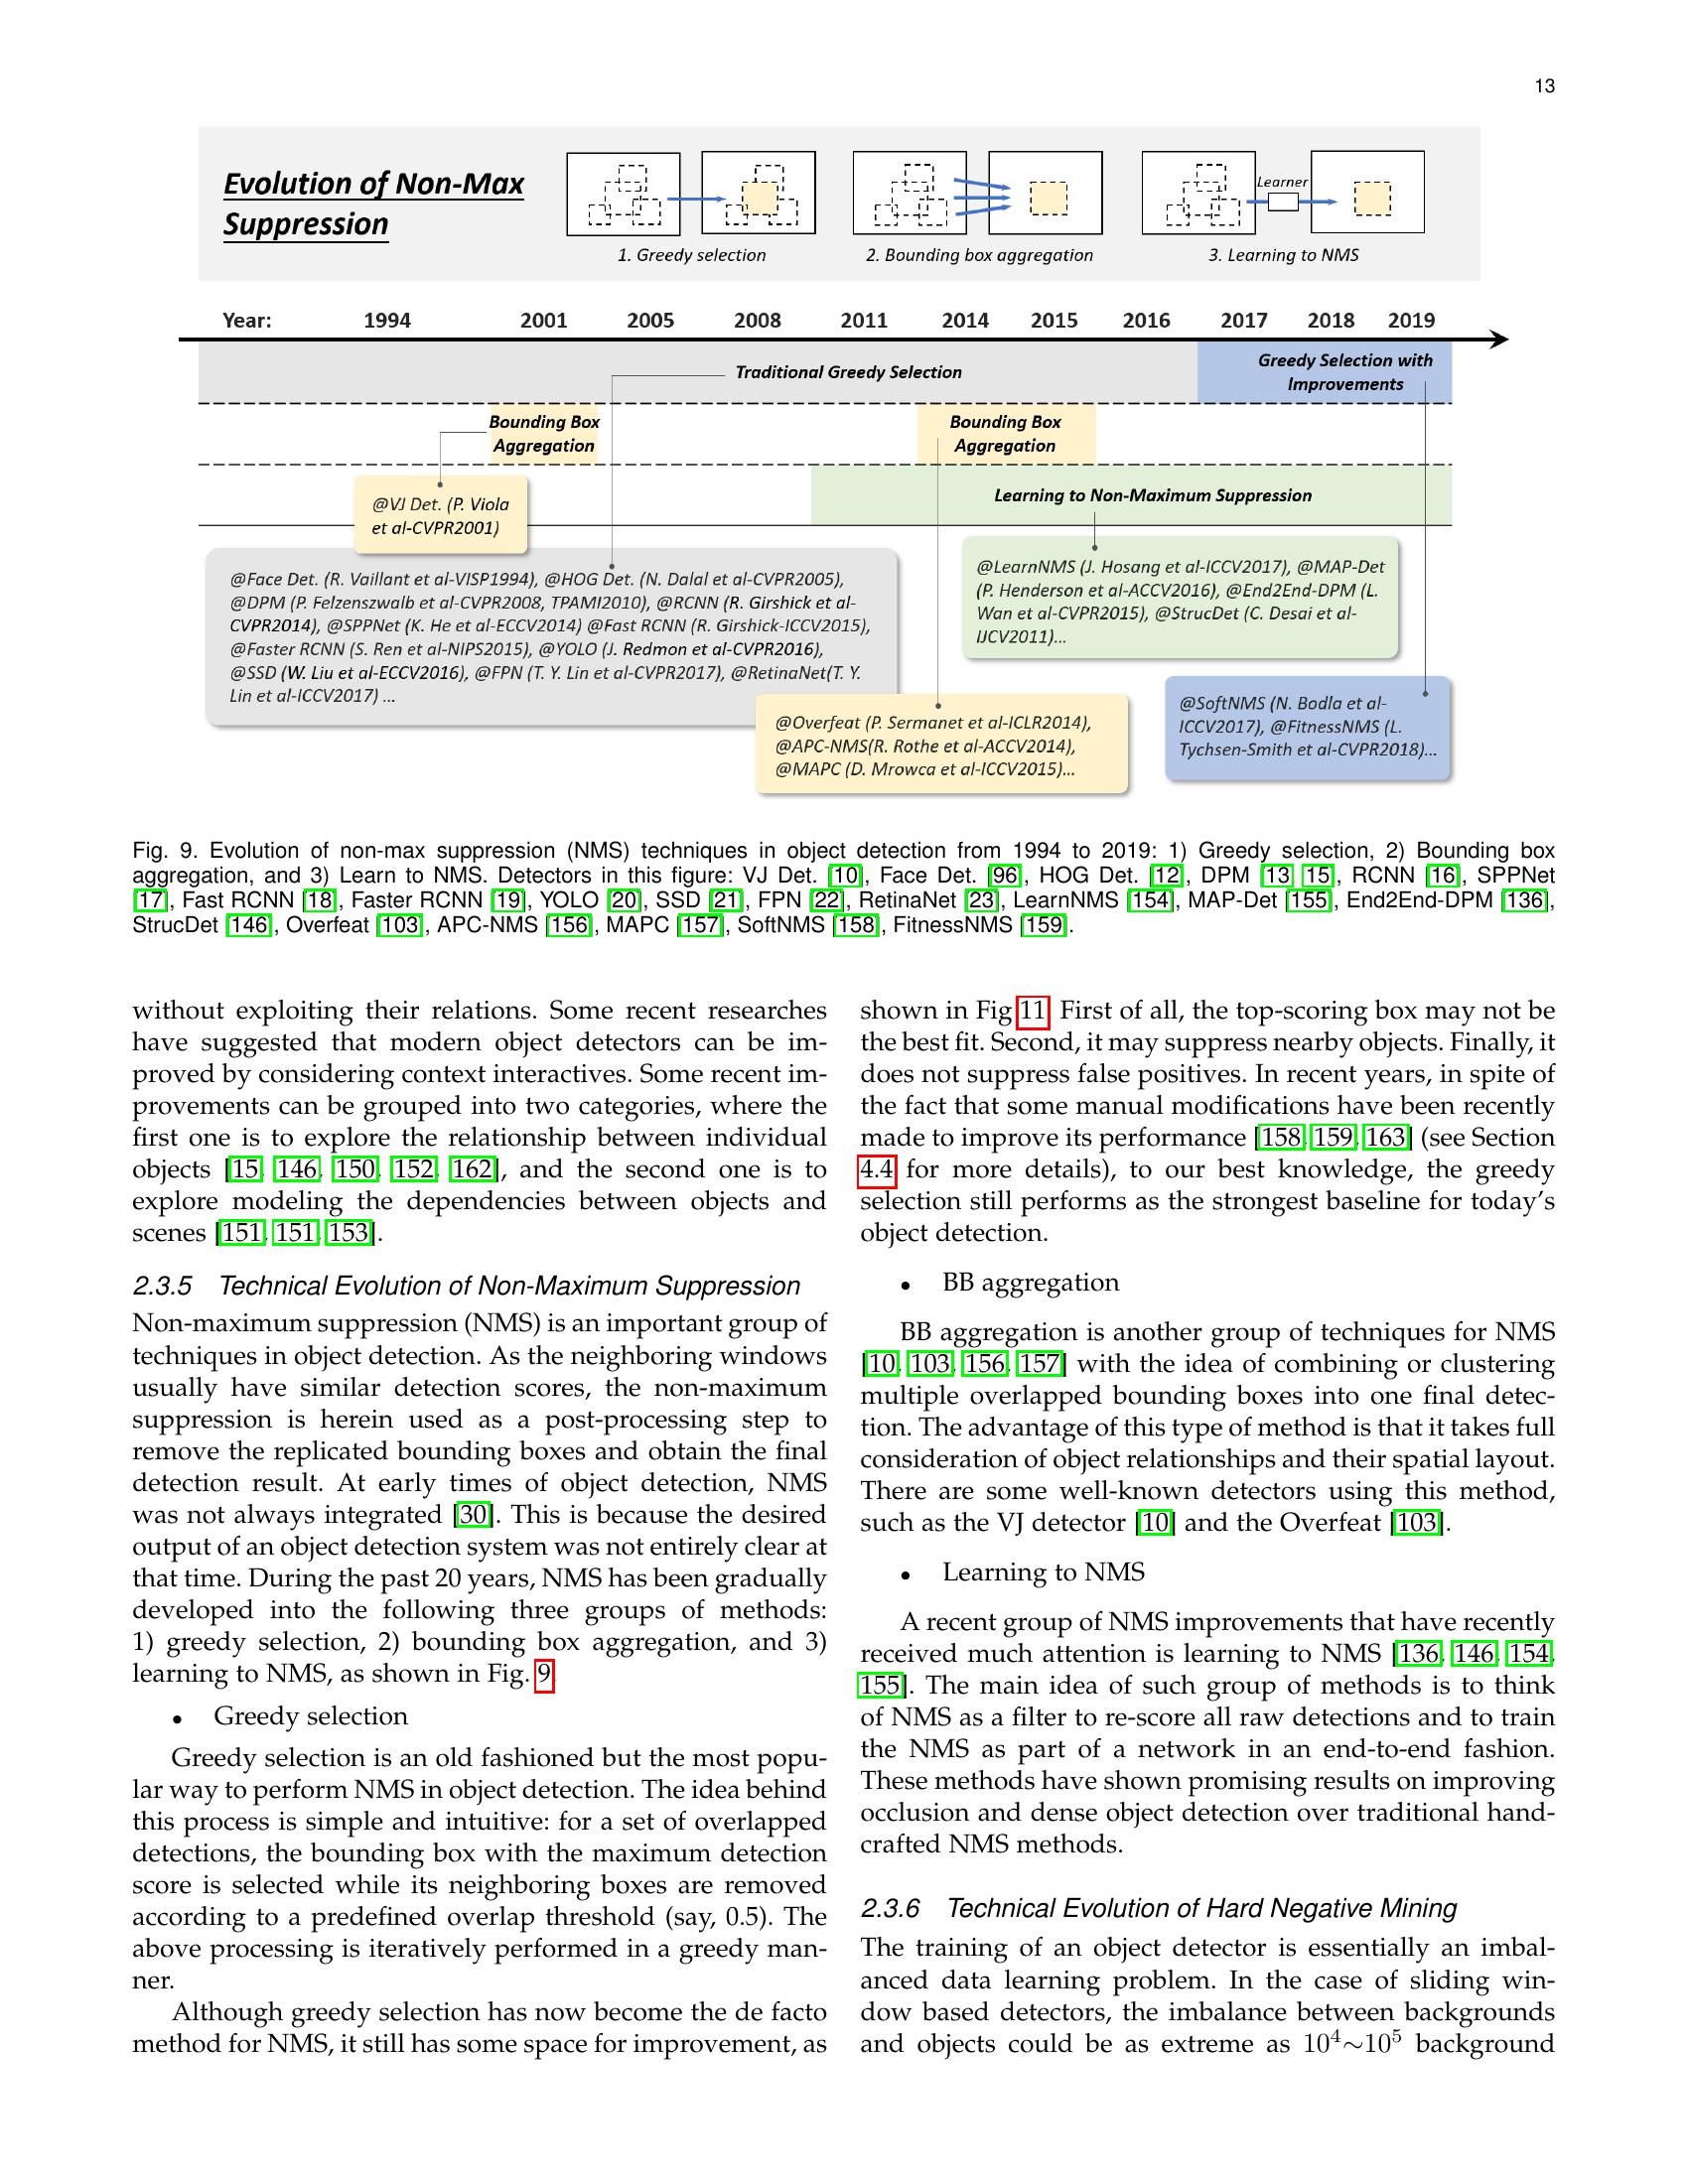 13
Evolution of Non-Max
Suppression
Learner
1. Greedy selection
2. Bounding box aggregation
3. Learning to NMS
Year: 1994 2001 2005 2008 2011 2014 2015 2016 2017 2018 2019
Traditional Greedy Selection
Greedy Selection with
Improvements
Bounding Box
Aggregation
Bounding Box
Aggregation
Learning to Non-Maximum Suppression
@VJ Det. (P. Viola
et al-CVPR2001)
@Face Det. (R. Vaillant et al-VISP1994), @HOG Det. (N. Dalal et al-CVPR2005),
@DPM (P. Felzenszwalb et al-CVPR2008, TPAMI2010), @RCNN (R. Girshick et al-
CVPR2014), @SPPNet (K. He et al-ECCV2014) @Fast RCNN (R. Girshick-ICCV2015),
@Faster RCNN (S. Ren et al-NIPS2015), @YOLO (J. Redmon et al-CVPR2016),
@SSD (W. Liu et al-ECCV2016), @FPN (T. Y. Lin et al-CVPR2017), @RetinaNet(T. Y.
Lin et al-ICCV2017) ...
@LearnNMS (J. Hosang et al-ICCV2017), @MAP-Det
(P. Henderson et al-ACCV2016), @End2End-DPM (L.
Wan et al-CVPR2015), @StrucDet (C. Desai et al-
IJCV2011)...
@Overfeat (P. Sermanet et al-ICLR2014),
@APC-NMS(R. Rothe et al-ACCV2014),
@MAPC (D. Mrowca et al-ICCV2015)...
@SoftNMS (N. Bodla et al-
ICCV2017), @FitnessNMS (L.
Tychsen-Smith et al-CVPR2018)...
Fig. 9. Evolution of non-max suppression (NMS) techniques in object detection from 1994 to 2019: 1) Greedy selection, 2) Bounding box
aggregation, and 3) Learn to NMS. Detectors in this figure: VJ Det. [10], Face Det. [96], HOG Det. [12], DPM [13, 15], RCNN [16], SPPNet
[17], Fast RCNN [18], Faster RCNN [19], YOLO [20], SSD [21], FPN [22], RetinaNet [23], LearnNMS [154], MAP-Det [155], End2End-DPM [136],
StrucDet [146], Overfeat [103], APC-NMS [156], MAPC [157], SoftNMS [158], FitnessNMS [159].
without exploiting their relations. Some recent researches
have suggested that modern object detectors can be im-
proved by considering context interactives. Some recent im-
provements can be grouped into two categories, where the
first one is to explore the relationship between individual
objects [15, 146, 150, 152, 162], and the second one is to
explore modeling the dependencies between objects and
scenes [151, 151, 153].
2.3.5 Technical Evolution of Non-Maximum Suppression
Non-maximum suppression (NMS) is an important group of
techniques in object detection. As the neighboring windows
usually have similar detection scores, the non-maximum
suppression is herein used as a post-processing step to
remove the replicated bounding boxes and obtain the final
detection result. At early times of object detection, NMS
was not always integrated [30]. This is because the desired
output of an object detection system was not entirely clear at
that time. During the past 20 years, NMS has been gradually
developed into the following three groups of methods:
1) greedy selection, 2) bounding box aggregation, and 3)
learning to NMS, as shown in Fig. 9
• Greedy selection
Greedy selection is an old fashioned but the most popu-
lar way to perform NMS in object detection. The idea behind
this process is simple and intuitive: for a set of overlapped
detections, the bounding box with the maximum detection
score is selected while its neighboring boxes are removed
according to a predefined overlap threshold (say, 0.5). The
above processing is iteratively performed in a greedy man-
ner.
Although greedy selection has now become the de facto
method for NMS, it still has some space for improvement, as
shown in Fig 11 First of all, the top-scoring box may not be
the best fit. Second, it may suppress nearby objects. Finally, it
does not suppress false positives. In recent years, in spite of
the fact that some manual modifications have been recently
made to improve its performance [158, 159, 163] (see Section
4.4 for more details), to our best knowledge, the greedy
selection still performs as the strongest baseline for today's
object detection.
• BB aggregation
BB aggregation is another group of techniques for NMS
[10, 103, 156, 157] with the idea of combining or clustering
multiple overlapped bounding boxes into one final detec-
tion. The advantage of this type of method is that it takes full
consideration of object relationships and their spatial layout.
There are some well-known detectors using this method,
such as the VJ detector [10] and the Overfeat [103].
• Learning to NMS
A recent group of NMS improvements that have recently
received much attention is learning to NMS [136, 146, 154,
155]. The main idea of such group of methods is to think
of NMS as a filter to re-score all raw detections and to train
the NMS as part of a network in an end-to-end fashion.
These methods have shown promising results on improving
occlusion and dense object detection over traditional hand-
crafted NMS methods.
2.3.6 Technical Evolution of Hard Negative Mining
The training of an object detector is essentially an imbal-
anced data learning problem. In the case of sliding win-
dow based detectors, the imbalance between backgrounds
and objects could be as extreme as 10⁴∼10⁵ background